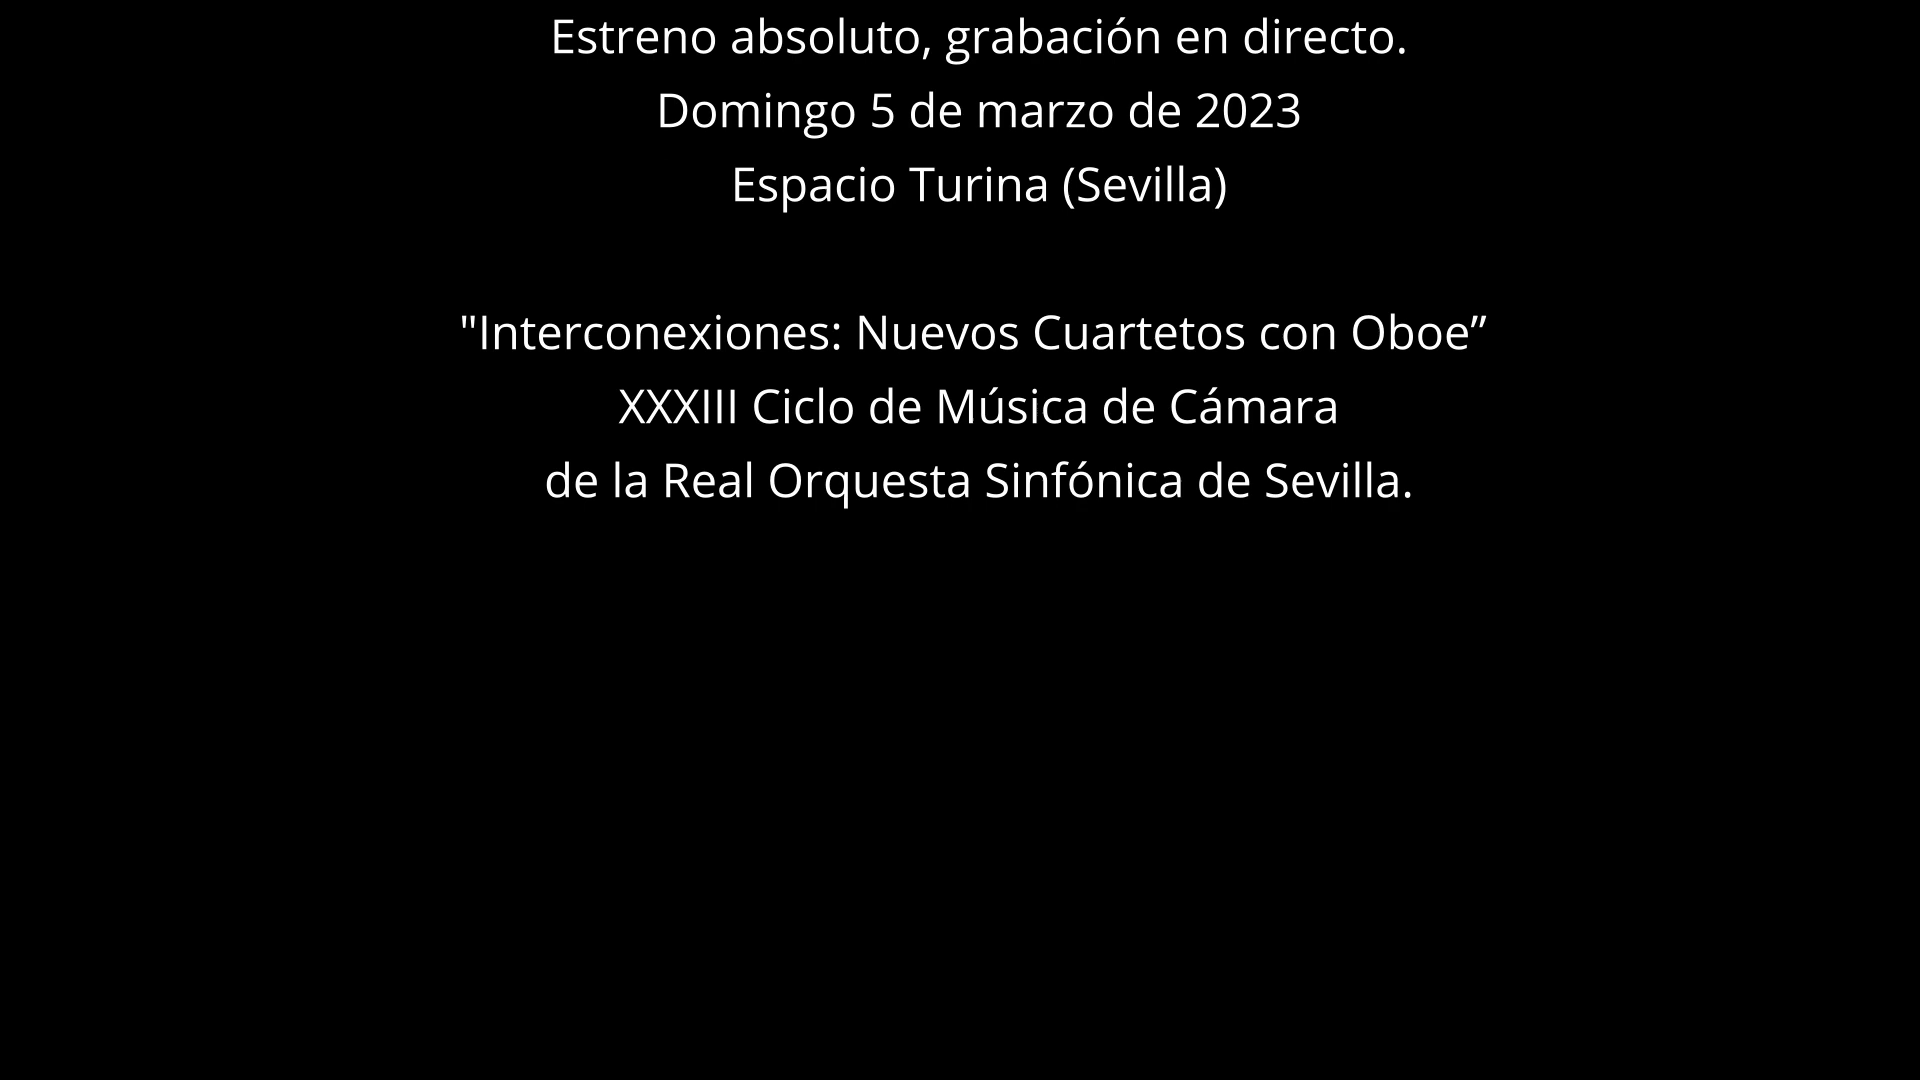 Estreno absoluto, grabación en directo.
Domingo 5 de marzo de 2023
Espacio Turina (Sevilla)
"Interconexiones: Nuevos Cuartetos con Oboe”
XXXIII Ciclo de Música de Cámara
de la Real Orquesta Sinfónica de Sevilla.